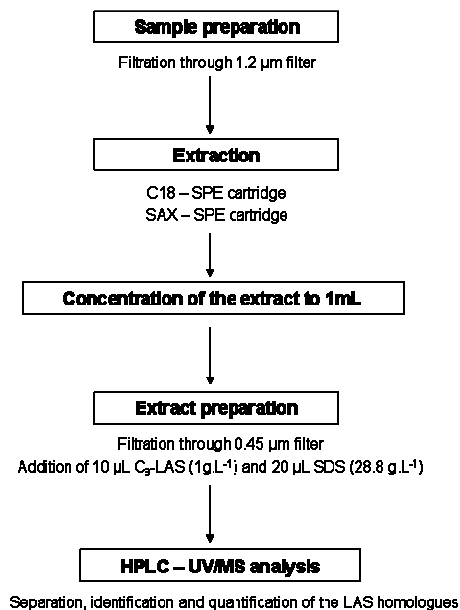 Sample preparation
Filtration through 1.2 µm filter
Extraction
C18 – SPE cartridge
SAX – SPE cartridge
Concentration of the extract to 1mL
Extract preparation
Filtration through 0.45 µm filter
Addition of 10 µL C₉-LAS (1g.L⁻¹) and 20 µL SDS (28.8 g.L⁻¹)
HPLC – UV/MS analysis
Separation, identification and quantification of the LAS homologues